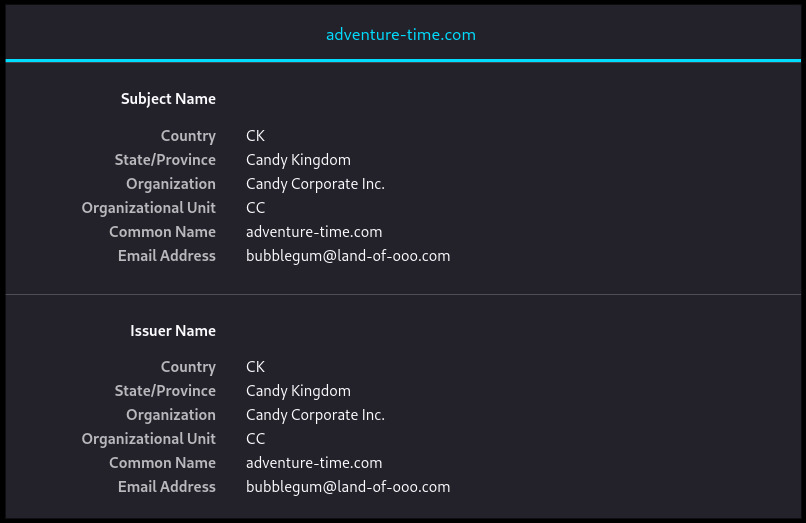 adventure-time.com
Subject Name
Country CK
State/Province Candy Kingdom
Organization Candy Corporate Inc.
Organizational Unit CC
Common Name adventure-time.com
Email Address bubblegum@land-of-ooo.com
Issuer Name
Country CK
State/Province Candy Kingdom
Organization Candy Corporate Inc.
Organizational Unit CC
Common Name adventure-time.com
Email Address bubblegum@land-of-ooo.com